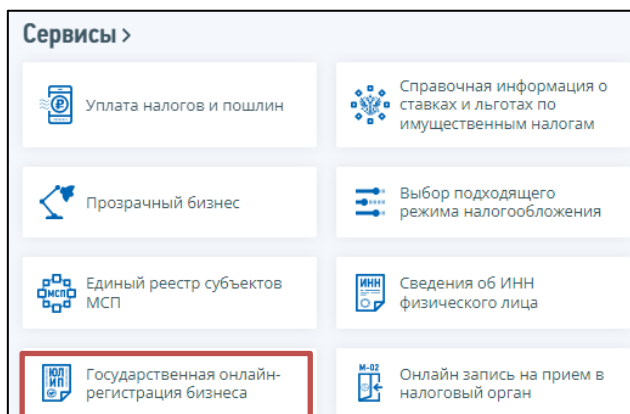 Сервисы >
Уплата налогов и пошлин
Справочная информация о
ставках и льготах по
имущественным налогам
Прозрачный бизнес
Выбор подходящего
режима налогообложения
МСП
Единый реестр субъектов
МСП
ИНН
Сведения об ИНН
физического лица
ЮЛ
ИП
Государственная онлайн-
регистрация бизнеса
М-02
Онлайн запись на прием в
налоговый орган